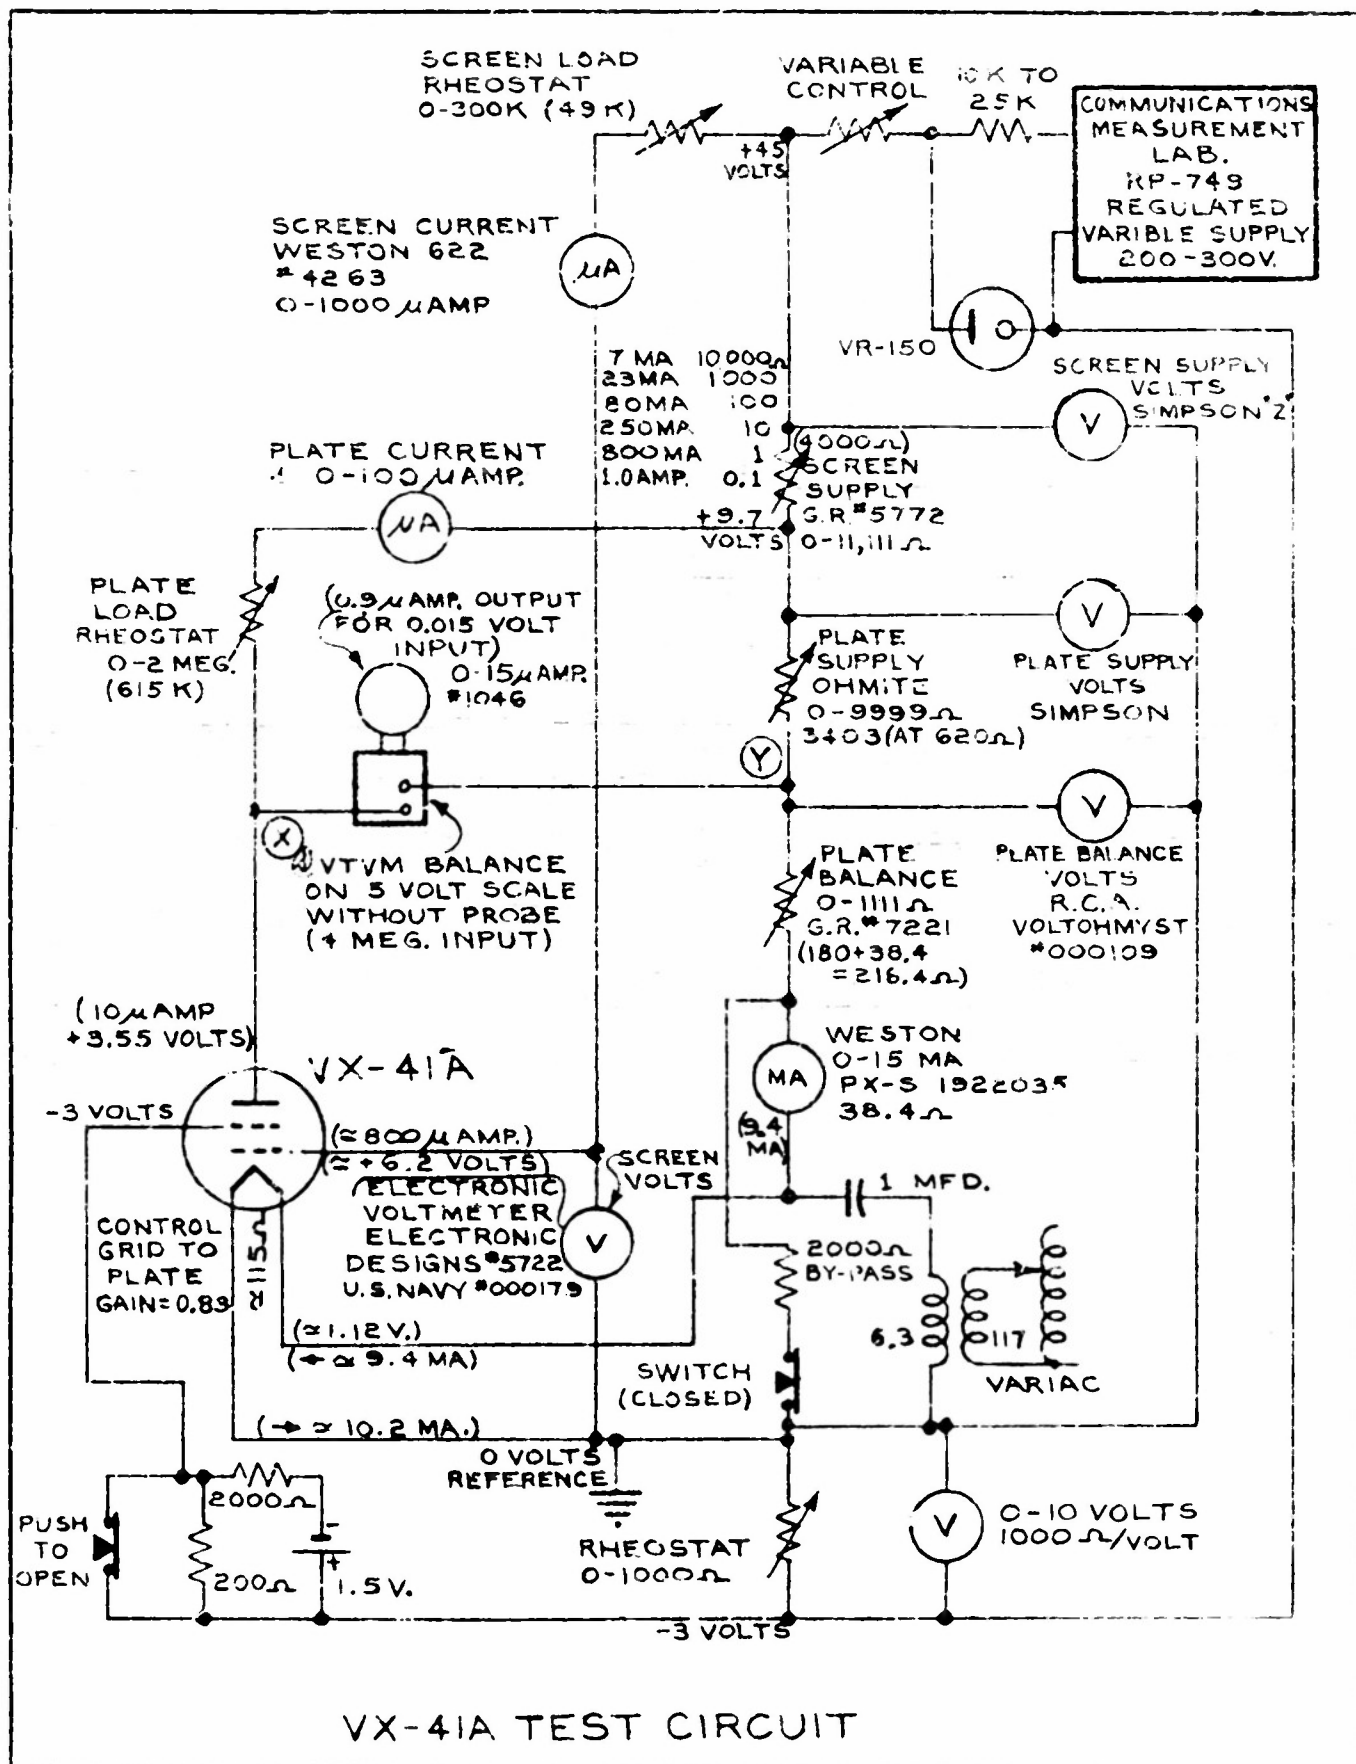 SCREEN LOAD
RHEOSTAT
0-300K (49K)
VARIABLE
CONTROL
10K TO
25K
COMMUNICATIONS
MEASUREMENT
LAB.
RP-749
REGULATED
VARIBLE SUPPLY
200-300V.
+45
VOLTS
SCREEN CURRENT
WESTON 622
#4263
0-1000 μAMP
μA
VR-150
7 MA 10000Ω
23MA 1000
80MA 100
250MA 10
800MA 1
1.0AMP. 0.1
SCREEN SUPPLY
VOLTS
SIMPSON "2"
V
(4000Ω)
SCREEN
SUPPLY
G.R.#5772
0-11,111Ω
PLATE CURRENT
0-100 μAMP.
μA
+9.7
VOLTS
PLATE
LOAD
RHEOSTAT
0-2 MEG.
(615K)
(0.9 μAMP. OUTPUT
FOR 0.015 VOLT
INPUT)
0-15μAMP.
#1046
PLATE
SUPPLY
OHMITE
0-9999Ω
3403 (AT 620Ω)
V
PLATE SUPPLY
VOLTS
SIMPSON
Y
X
VTVM BALANCE
ON 5 VOLT SCALE
WITHOUT PROBE
(4 MEG. INPUT)
V
PLATE
BALANCE
0-1111Ω
G.R.#7221
(180+38.4
=216.4Ω)
PLATE BALANCE
VOLTS
R.C.A.
VOLTOHMYST
#000109
(10μAMP
+3.55 VOLTS)
VX-41A
-3 VOLTS
WESTON
0-15 MA
PX-S
38.4Ω
MA
(9.4
MA)
(≈800μAMP.)
(≈+6.2 VOLTS)
SCREEN
VOLTS
ELECTRONIC
VOLTMETER
ELECTRONIC
DESIGNS #5722
U.S. NAVY #000179
V
1 MFD.
CONTROL
GRID TO
PLATE
GAIN=0.83
R=115Ω
2000Ω
BY-PASS
6.3
117
VARIAC
(≈1.12V.)
(← ≈ 9.4 MA)
SWITCH
(CLOSED)
(→ ≈ 10.2 MA.)
0 VOLTS
REFERENCE
2000Ω
200Ω
-
+
1.5V.
PUSH
TO
OPEN
RHEOSTAT
0-1000Ω
V
0-10 VOLTS
1000Ω/VOLT
-3 VOLTS
VX-41A TEST CIRCUIT